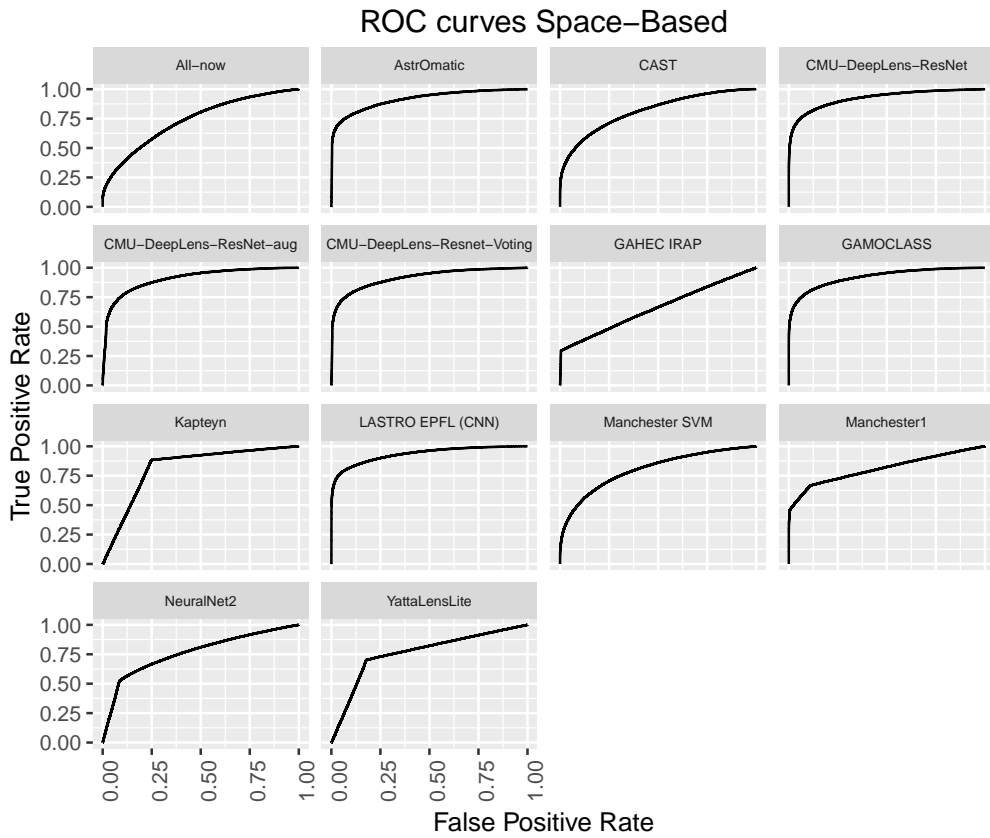 ROC curves Space−Based
All−now
AstrOmatic
CAST
CMU−DeepLens−ResNet
1.00
0.75
0.50
0.25
0.00
CMU−DeepLens−ResNet−aug
CMU−DeepLens−Resnet−Voting
GAHEC IRAP
GAMOCLASS
1.00
0.75
0.50
0.25
0.00
Kapteyn
LASTRO EPFL (CNN)
Manchester SVM
Manchester1
1.00
0.75
0.50
0.25
0.00
NeuralNet2
YattaLensLite
1.00
0.75
0.50
0.25
0.00
0.00
0.25
0.50
0.75
1.00
0.00
0.25
0.50
0.75
1.00
True Positive Rate
False Positive Rate